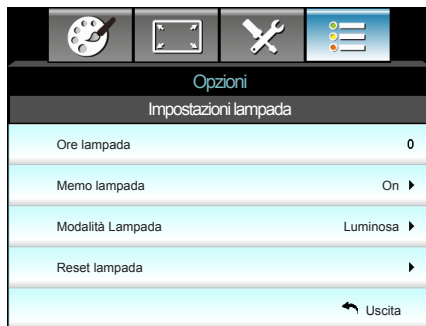 Opzioni
Impostazioni lampada
Ore lampada 0
Memo lampada On
Modalità Lampada Luminosa
Reset lampada
Uscita